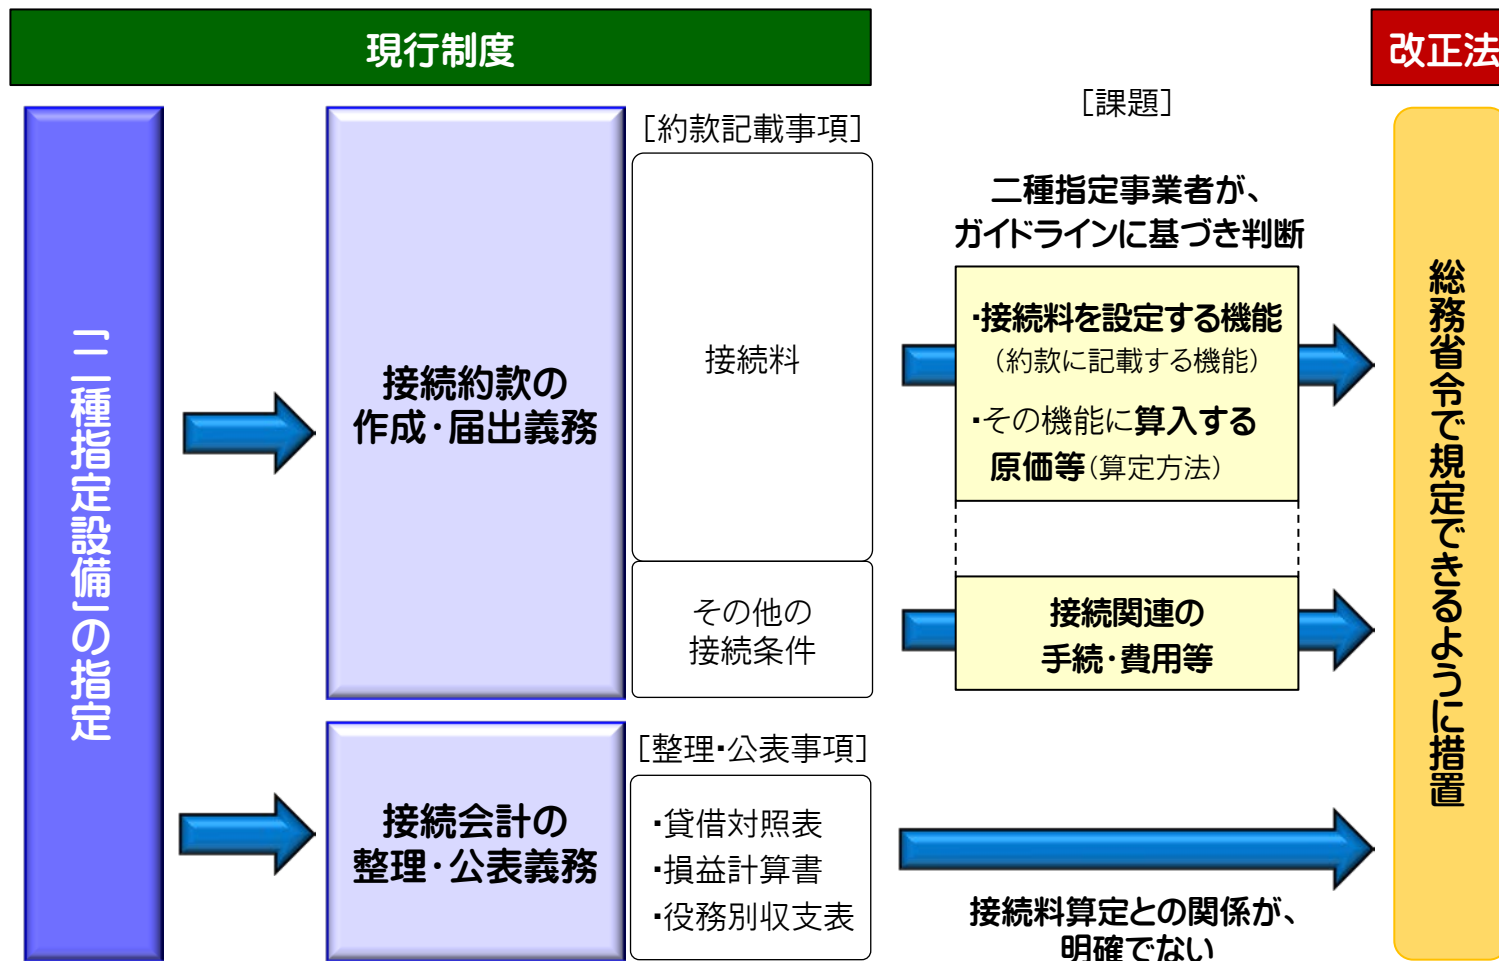 現行制度
改正法
「二種指定設備」の指定
接続約款の
作成・届出義務
［約款記載事項］
接続料
その他の
接続条件
［課題］
二種指定事業者が、
ガイドラインに基づき判断
・接続料を設定する機能
（約款に記載する機能）
・その機能に算入する
原価等（算定方法）
接続関連の
手続・費用等
接続会計の
整理・公表義務
［整理・公表事項］
・貸借対照表
・損益計算書
・役務別収支表
接続料算定との関係が、
明確でない
総務省令で規定できるように措置